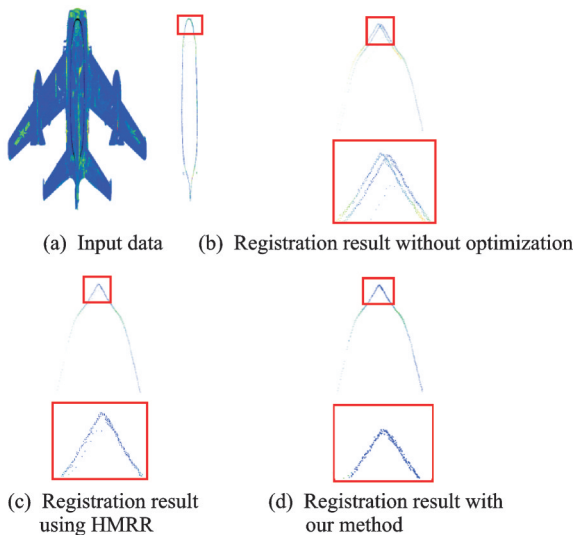 (a) Input data
(b) Registration result without optimization
(c) Registration result
using HMRR
(d) Registration result with
our method